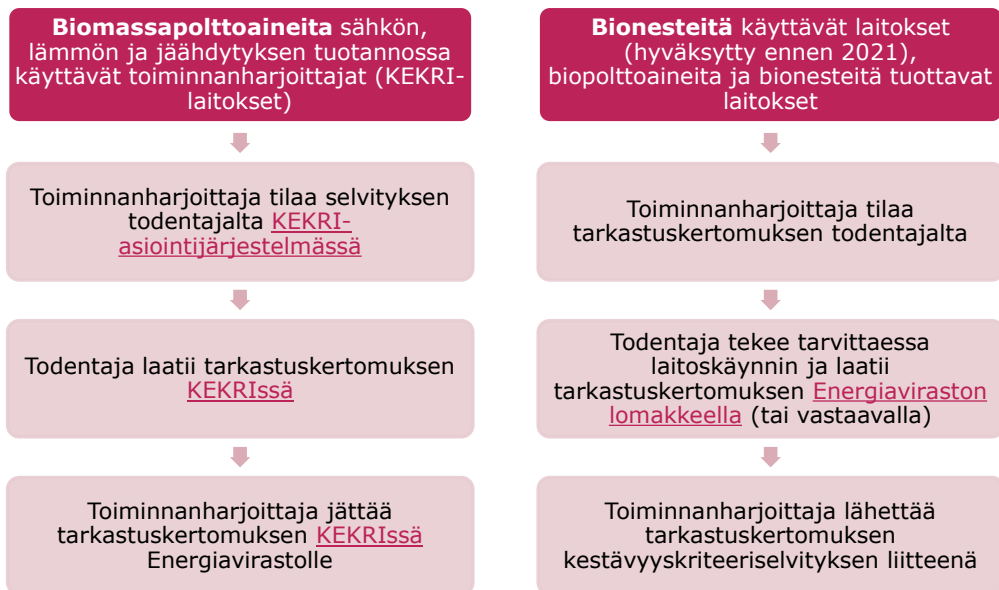 Biomassapolttoaineita sähkön,
lämmön ja jäähdytyksen tuotannossa
käyttävät toiminnanharjoittajat (KEKRI-
laitokset)
Toiminnanharjoittaja tilaa selvityksen
todentajalta KEKRI-
asiointijärjestelmässä
Todentaja laatii tarkastuskertomuksen
KEKRIssä
Toiminnanharjoittaja jättää
tarkastuskertomuksen KEKRIssä
Energiavirastolle
Bionesteitä käyttävät laitokset
(hyväksytty ennen 2021),
biopolttoaineita ja bionesteitä tuottavat
laitokset
Toiminnanharjoittaja tilaa
tarkastuskertomuksen todentajalta
Todentaja tekee tarvittaessa
laitoskäynnin ja laatii
tarkastuskertomuksen Energiaviraston
lomakkeella (tai vastaavalla)
Toiminnanharjoittaja lähettää
tarkastuskertomuksen
kestävyyskriteeriselvityksen liitteenä